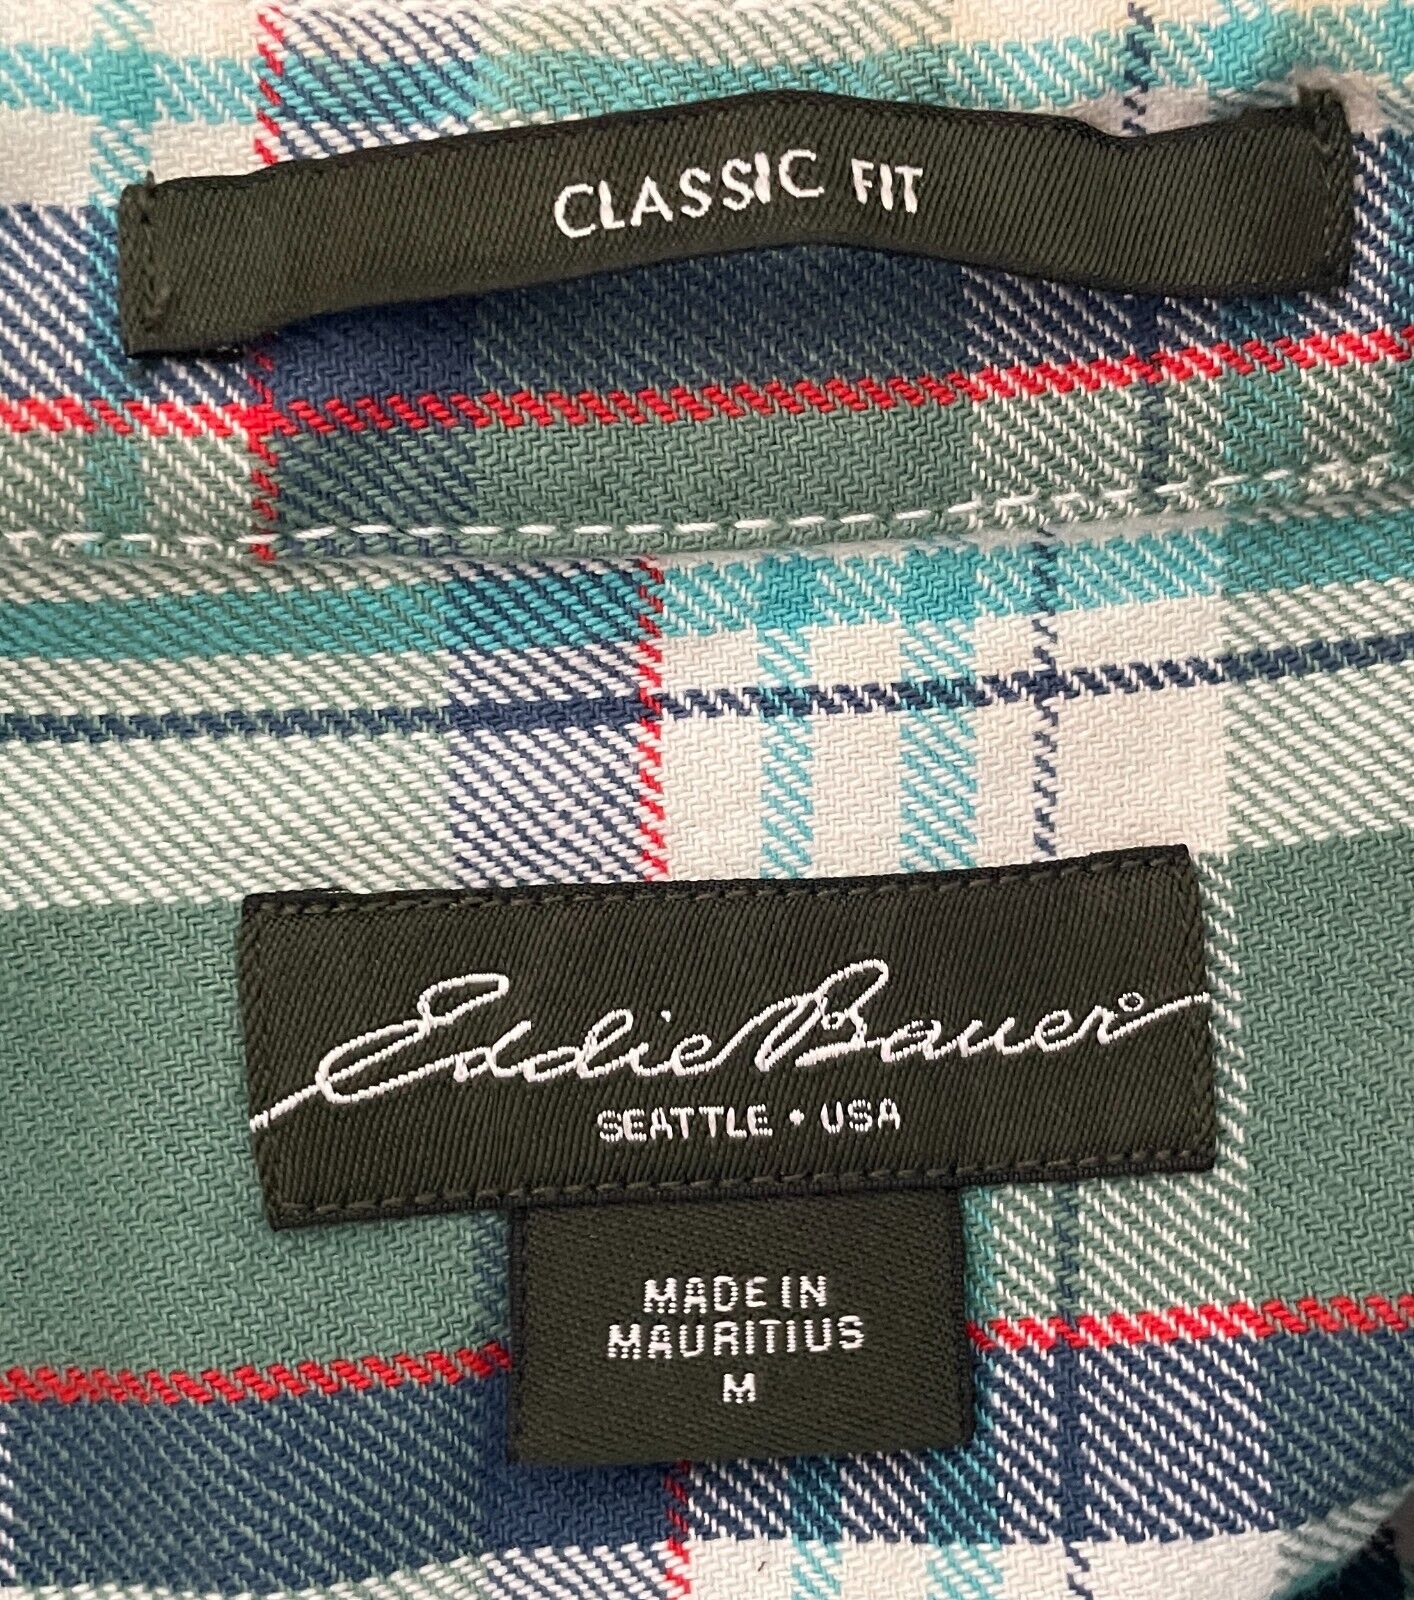 CLASSIC FIT
Eddie Bauer®
SEATTLE • USA
MADE IN
MAURITIUS
M